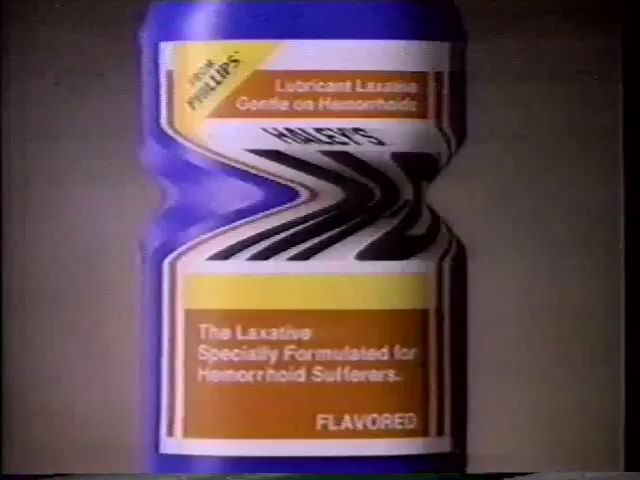 FROM
PHILLIPS'
Lubricant Laxative
Gentle on Hemorrhoids
HALEY'S
The Laxative
Specially Formulated for
Hemorrhoid Sufferers.
FLAVORED